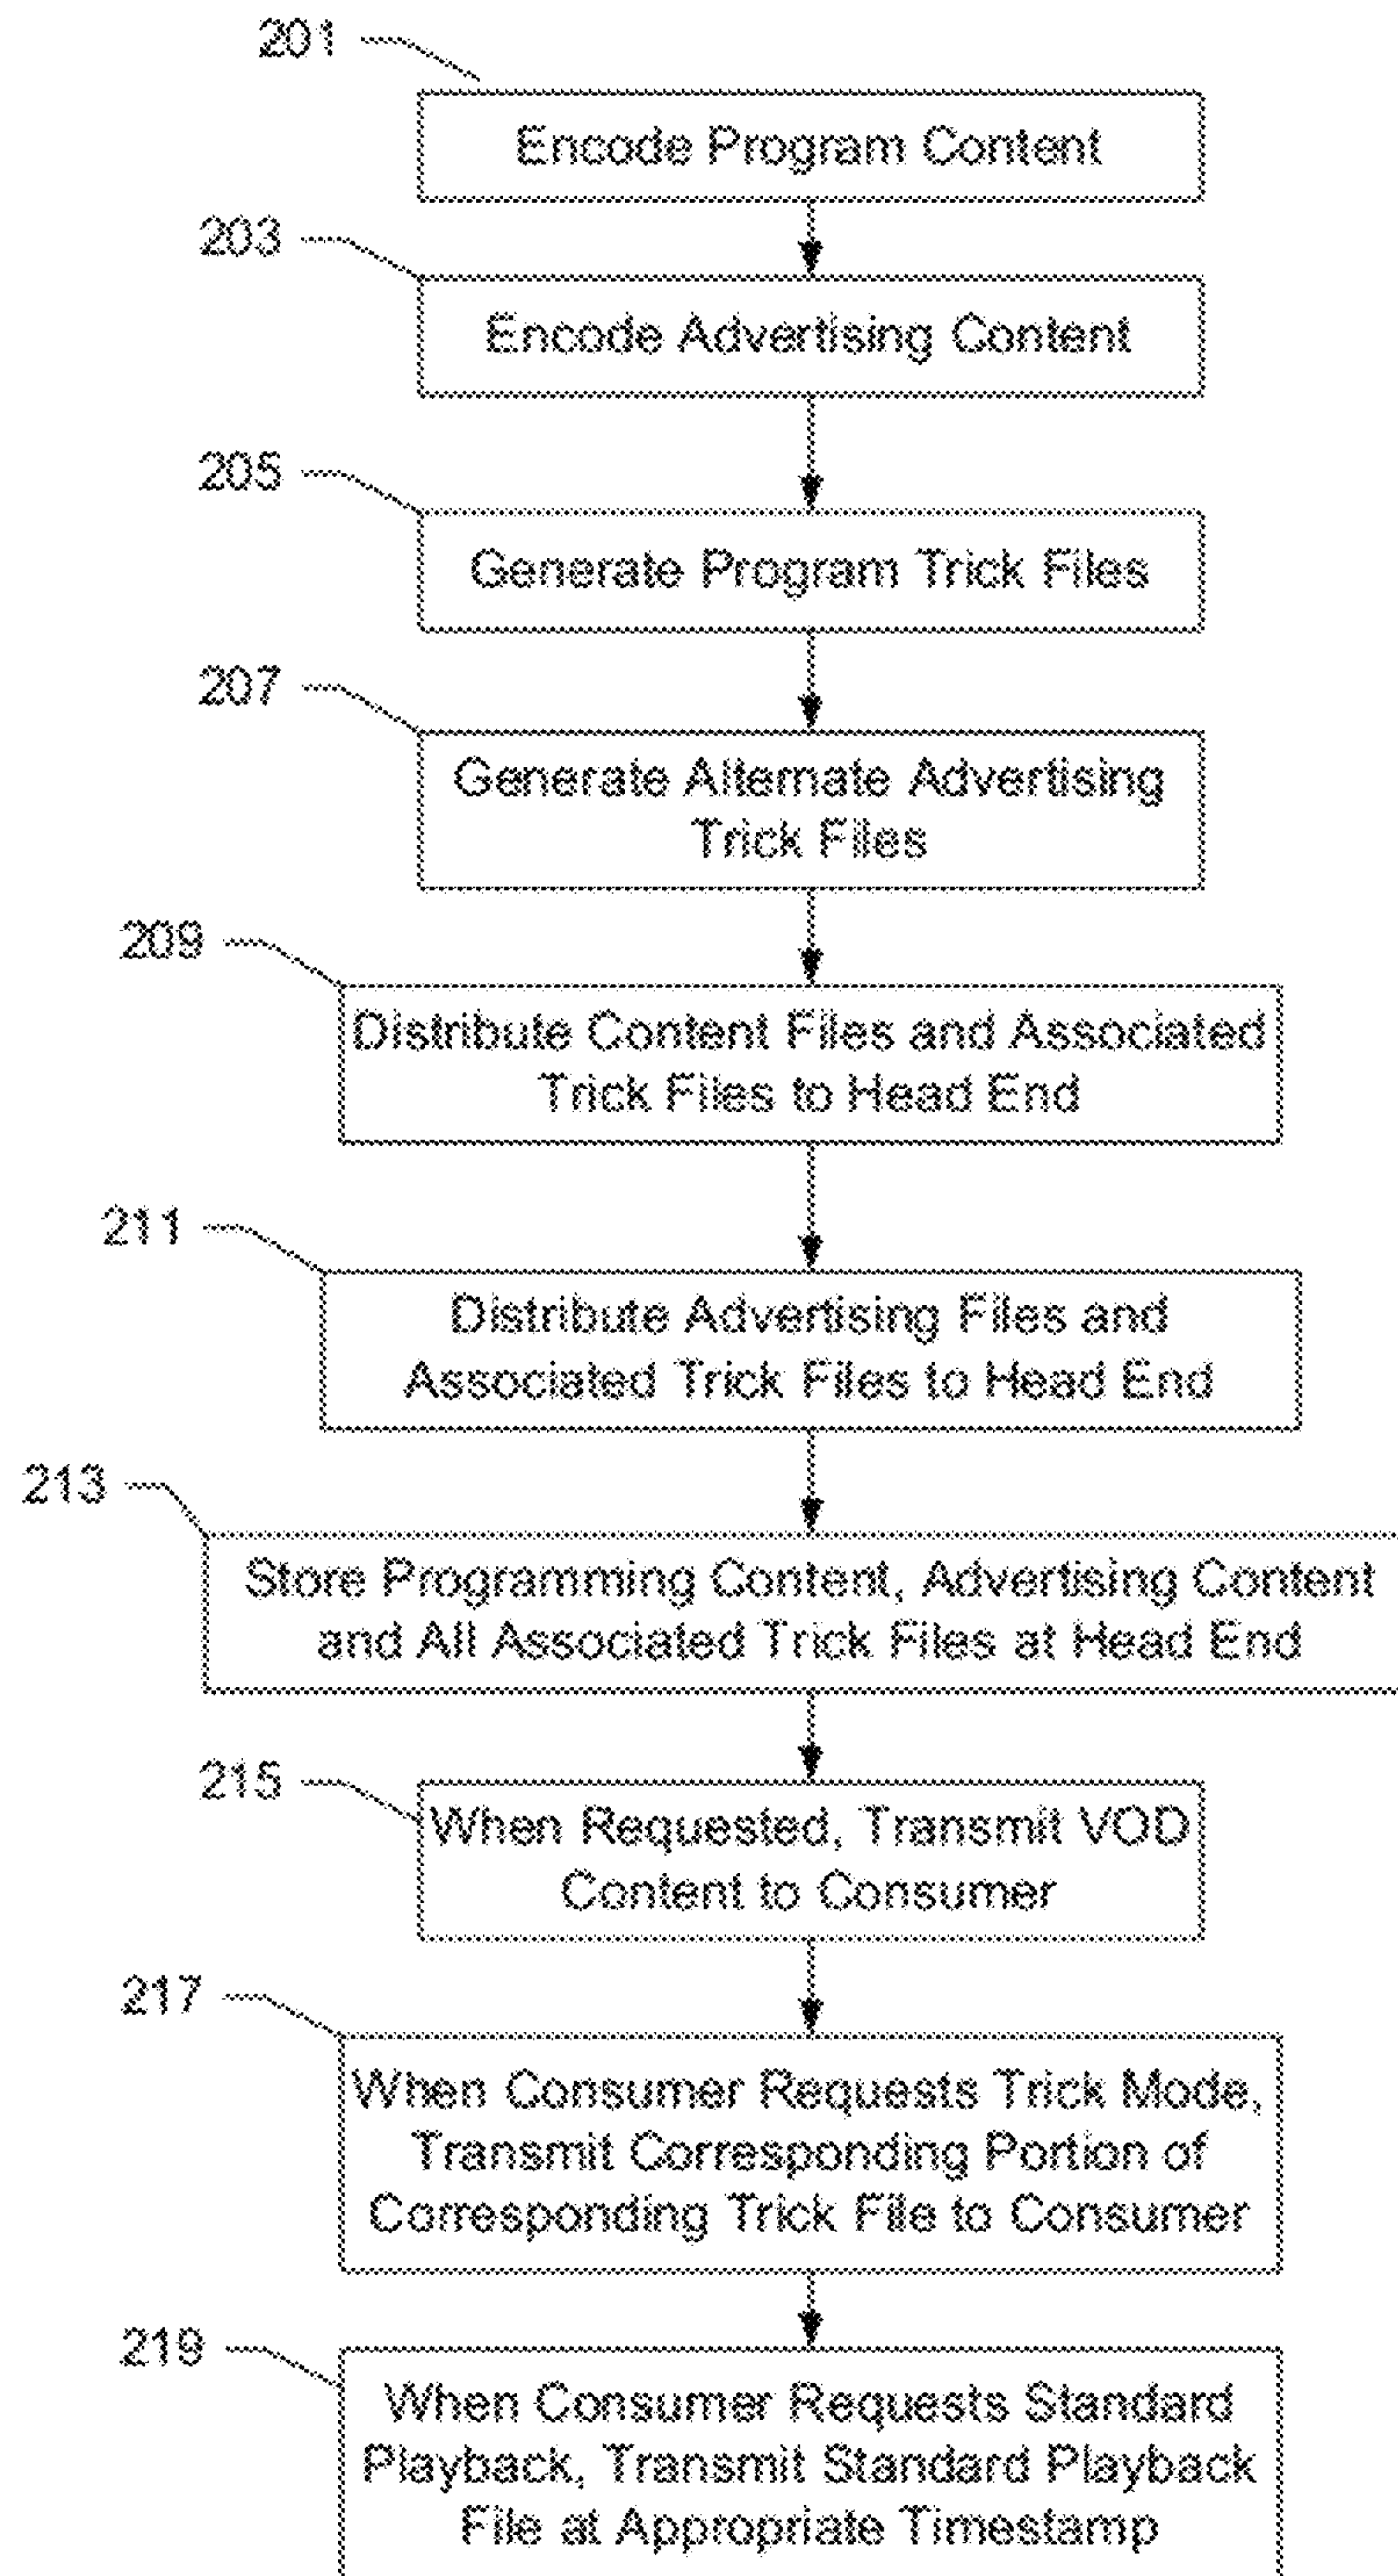 201
Encode Program Content
203
Encode Advertising Content
205
Generate Program Trick Files
207
Generate Alternate Advertising
Trick Files
209
Distribute Content Files and Associated
Trick Files to Head End
211
Distribute Advertising Files and
Associated Trick Files to Head End
213
Store Programming Content, Advertising Content
and All Associated Trick Files at Head End
215
When Requested, Transmit VOD
Content to Consumer
217
When Consumer Requests Trick Mode,
Transmit Corresponding Portion of
Corresponding Trick File to Consumer
219
When Consumer Requests Standard
Playback, Transmit Standard Playback
File at Appropriate Timestamp